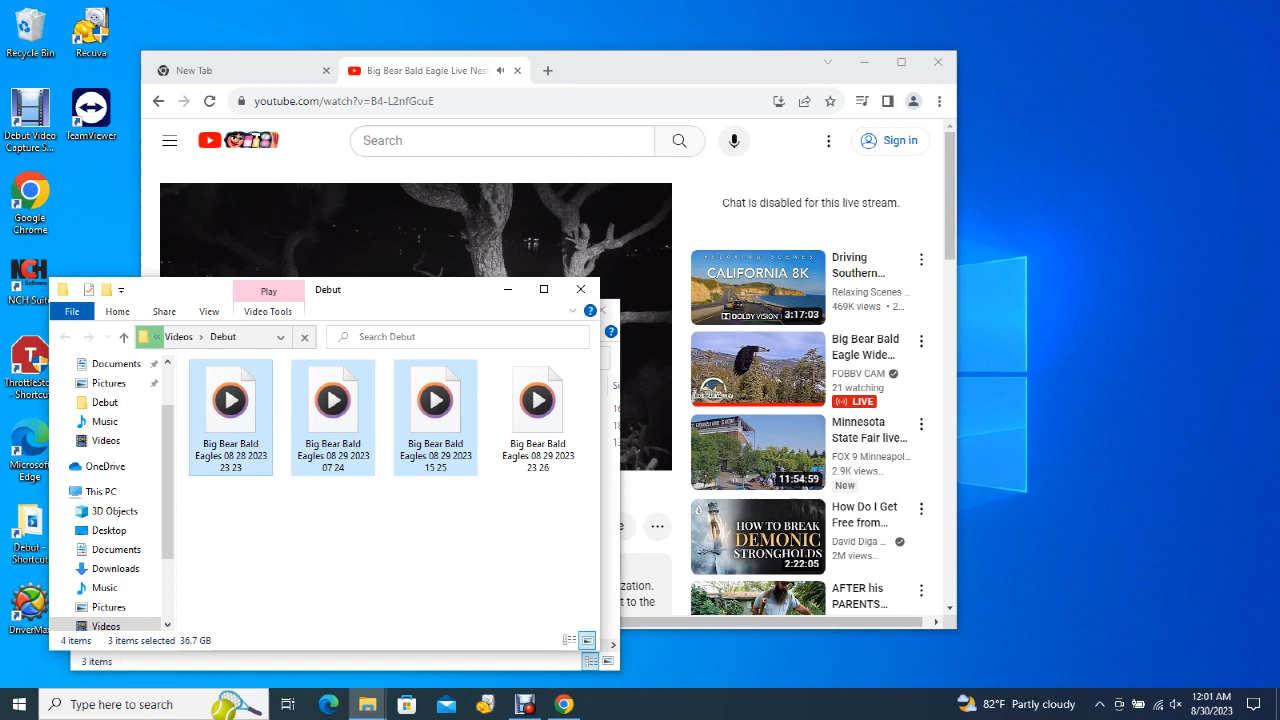 Recycle Bin
Recuva
Debut Video
Capture S...
TeamViewer
Google
Chrome
NCH
NCH Suite
ThrottleSto
- Shortcut
Microsoft
Edge
Debut -
Shortcut
DriverMax
New Tab
Big Bear Bald Eagle Live Nest
youtube.com/watch?v=B4-L2nfGcuE
Search
Sign in
Chat is disabled for this live stream.
RELAXING SCENES
CALIFORNIA 8K
DOLBY VISION
3:17:03
Driving
Southern...
Relaxing Scenes ...
469K views • 2...
Big Bear Bald
Eagle Wide...
FOBBV CAM
21 watching
LIVE
11:54:59
Minnesota
State Fair live...
FOX 9 Minneapol...
2.9K views...
New
HOW TO BREAK
DEMONIC
STRONGHOLDS
2:22:05
How Do I Get
Free from...
David Diga ...
2M views...
AFTER his
PARENTS...
ization.
t to the
Play
Debut
File
Home
Share
View
Video Tools
« Videos › Debut
Search Debut
Documents
Pictures
Debut
Music
Videos
OneDrive
This PC
3D Objects
Desktop
Documents
Downloads
Music
Pictures
Videos
Big Bear Bald
Eagles 08 28 2023
23 23
Big Bear Bald
Eagles 08 29 2023
07 24
Big Bear Bald
Eagles 08 29 2023
15 25
Big Bear Bald
Eagles 08 29 2023
23 26
4 items
3 items selected 36.7 GB
3 items
Type here to search
82°F Partly cloudy
12:01 AM
8/30/2023